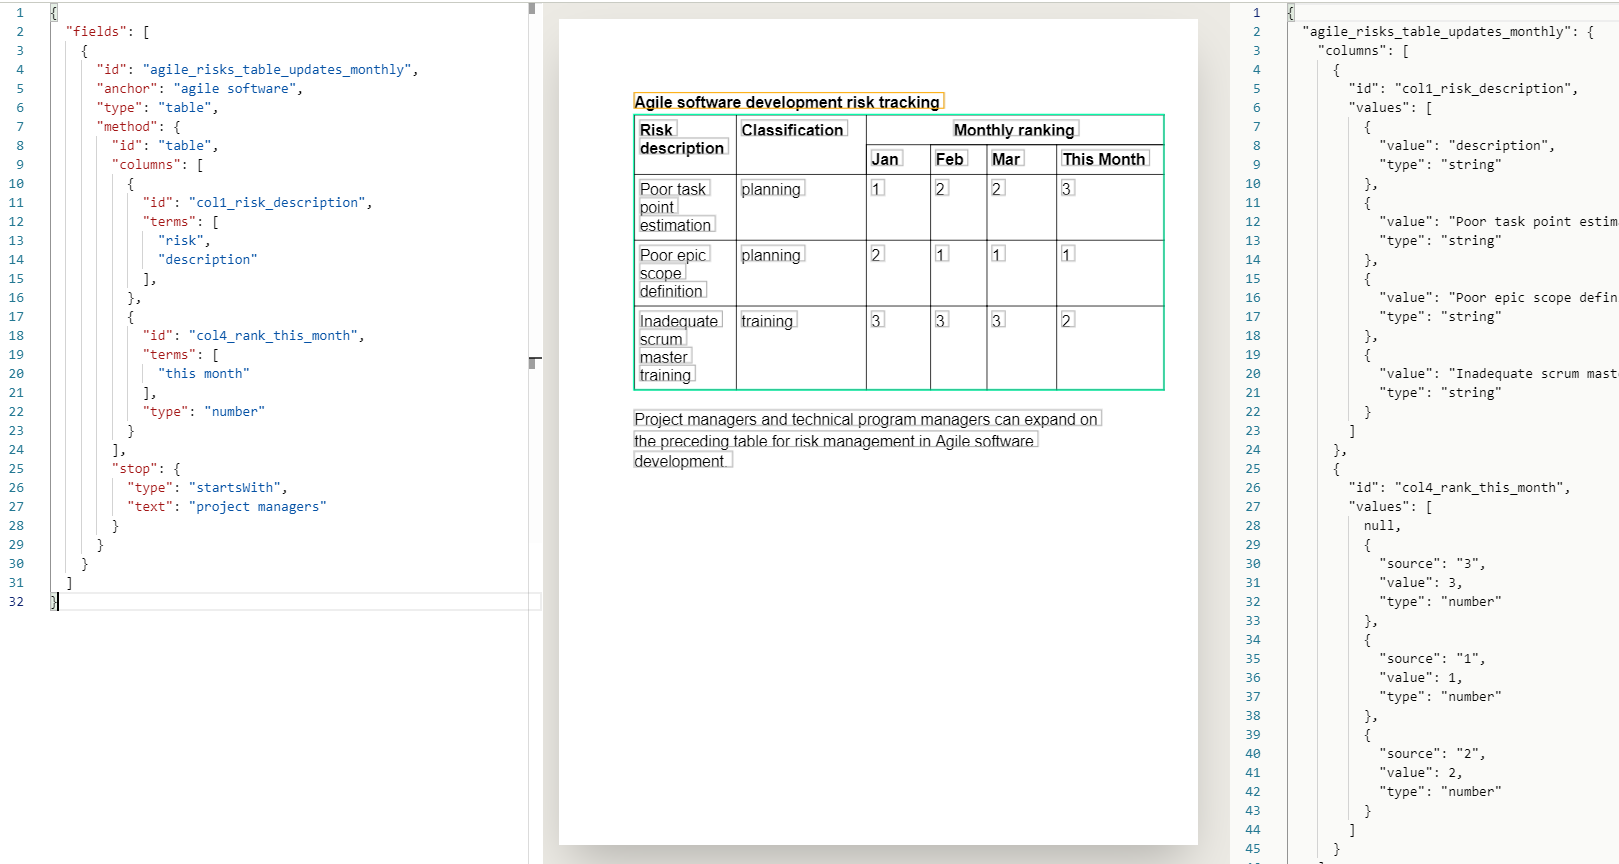 1 {
2 "fields": [
3 {
4 "id": "agile_risks_table_updates_monthly",
5 "anchor": "agile software",
6 "type": "table",
7 "method": {
8 "id": "table",
9 "columns": [
10 {
11 "id": "col1_risk_description",
12 "terms": [
13 "risk",
14 "description"
15 ],
16 },
17 {
18 "id": "col4_rank_this_month",
19 "terms": [
20 "this month"
21 ],
22 "type": "number"
23 }
24 ],
25 "stop": {
26 "type": "startsWith",
27 "text": "project managers"
28 }
29 }
30 }
31 ]
32 }
Agile software development risk tracking
Risk description Classification Monthly ranking
Jan Feb Mar This Month
Poor task point estimation planning 1 2 2 3
Poor epic scope definition planning 2 1 1 1
Inadequate scrum master training training 3 3 3 2
Project managers and technical program managers can expand on
the preceding table for risk management in Agile software
development.
1 {
2 "agile_risks_table_updates_monthly": {
3 "columns": [
4 {
5 "id": "col1_risk_description",
6 "values": [
7 {
8 "value": "description",
9 "type": "string"
10 },
11 {
12 "value": "Poor task point estim
13 "type": "string"
14 },
15 {
16 "value": "Poor epic scope defin
17 "type": "string"
18 },
19 {
20 "value": "Inadequate scrum mast
21 "type": "string"
22 }
23 ]
24 },
25 {
26 "id": "col4_rank_this_month",
27 "values": [
28 null,
29 {
30 "source": "3",
31 "value": 3,
32 "type": "number"
33 },
34 {
35 "source": "1",
36 "value": 1,
37 "type": "number"
38 },
39 {
40 "source": "2",
41 "value": 2,
42 "type": "number"
43 }
44 ]
45 }